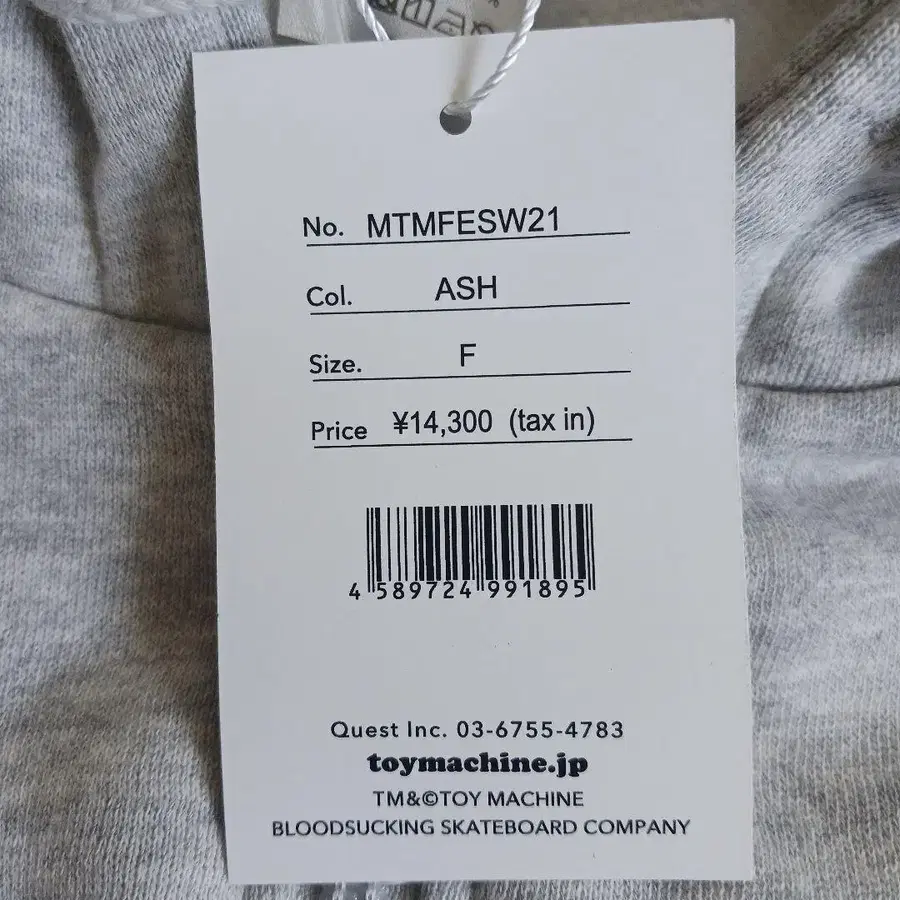 No. MTMFESW21
Col. ASH
Size. F
Price ¥14,300 (tax in)
4 589724 991895
Quest Inc. 03-6755-4783
toymachine.jp
TM&©TOY MACHINE
BLOODSUCKING SKATEBOARD COMPANY